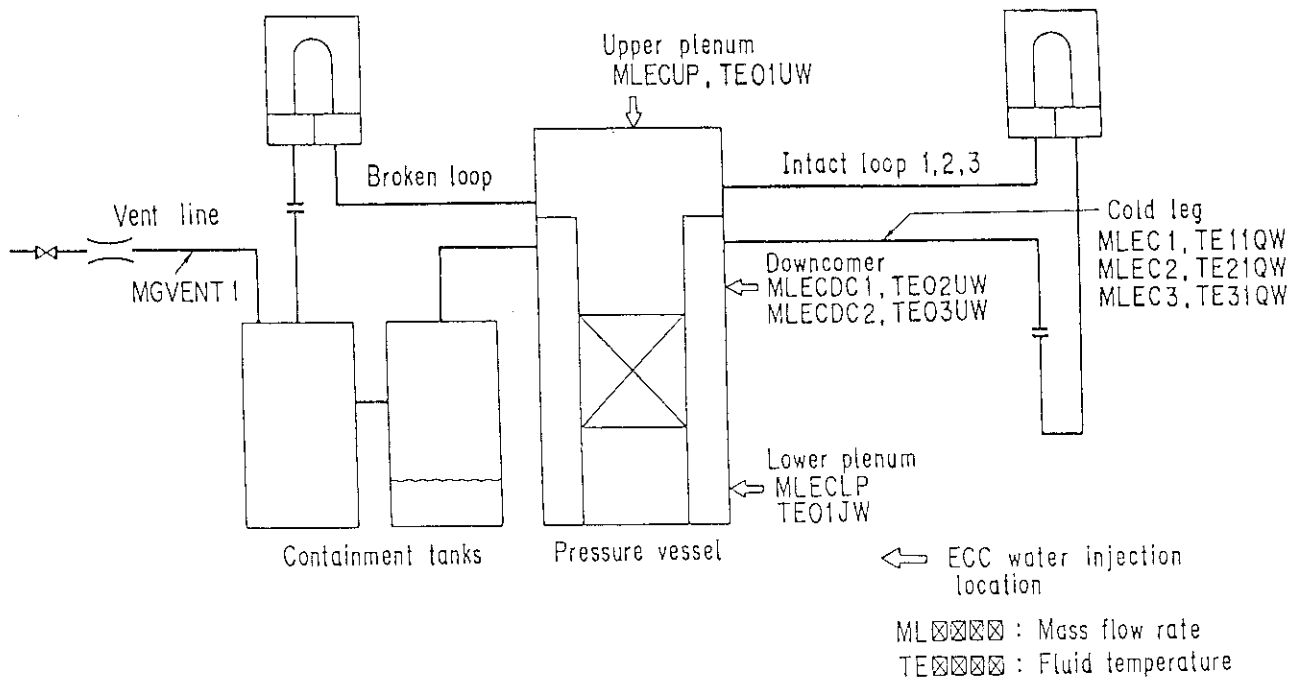 Upper plenum
MLECUP, TE01UW
Broken loop
Intact loop 1,2,3
Vent line
MGVENT1
Cold leg
MLEC1, TE11QW
MLEC2, TE21QW
MLEC3, TE31QW
Downcomer
MLECDC1, TE02UW
MLECDC2, TE03UW
Lower plenum
MLECLP
TE01JW
Containment tanks
Pressure vessel
ECC water injection
location
ML☒☒☒☒ : Mass flow rate
TE☒☒☒☒ : Fluid temperature